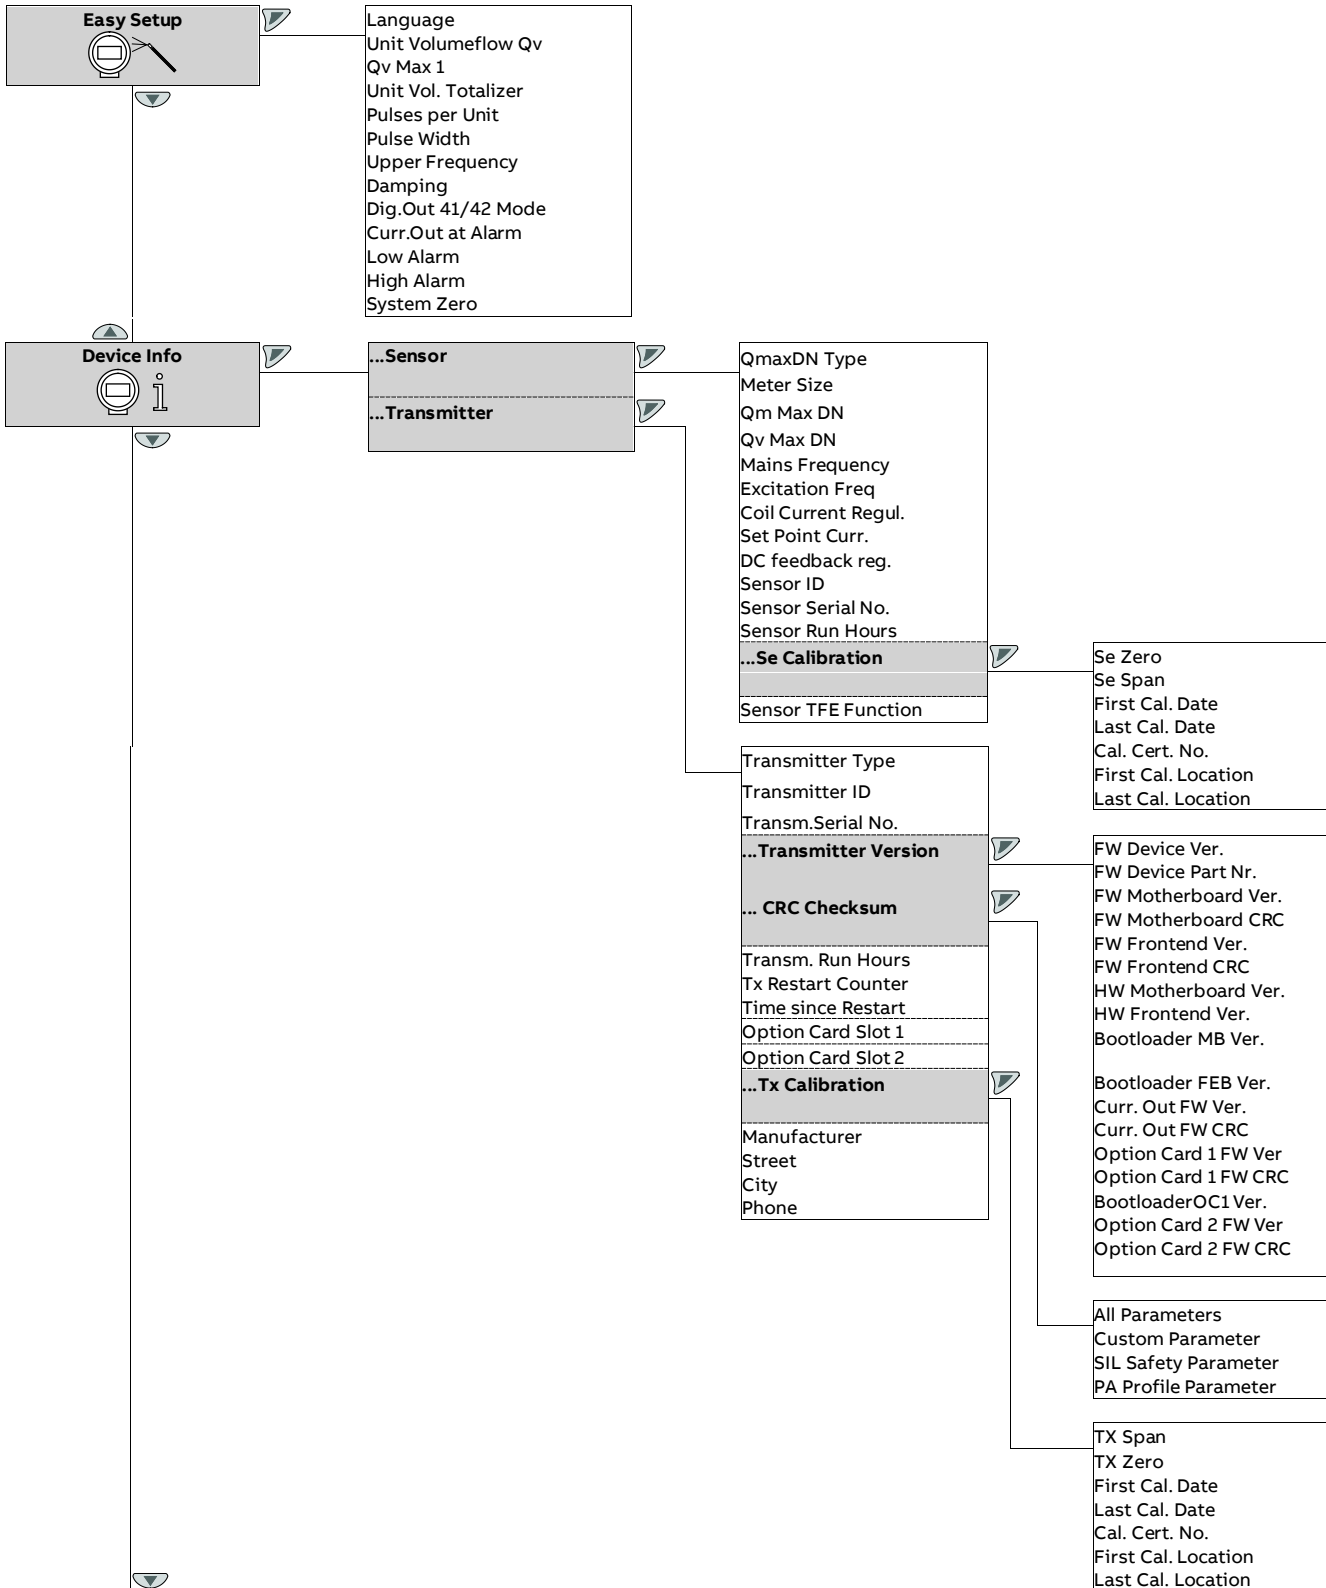 Easy Setup
Language
Unit Volumeflow Qv
Qv Max 1
Unit Vol. Totalizer
Pulses per Unit
Pulse Width
Upper Frequency
Damping
Dig.Out 41/42 Mode
Curr.Out at Alarm
Low Alarm
High Alarm
System Zero
Device Info
i
...Sensor
...Transmitter
QmaxDN Type
Meter Size
Qm Max DN
Qv Max DN
Mains Frequency
Excitation Freq
Coil Current Regul.
Set Point Curr.
DC feedback reg.
Sensor ID
Sensor Serial No.
Sensor Run Hours
...Se Calibration
Sensor TFE Function
Se Zero
Se Span
First Cal. Date
Last Cal. Date
Cal. Cert. No.
First Cal. Location
Last Cal. Location
Transmitter Type
Transmitter ID
Transm.Serial No.
...Transmitter Version
... CRC Checksum
Transm. Run Hours
Tx Restart Counter
Time since Restart
Option Card Slot 1
Option Card Slot 2
...Tx Calibration
Manufacturer
Street
City
Phone
FW Device Ver.
FW Device Part Nr.
FW Motherboard Ver.
FW Motherboard CRC
FW Frontend Ver.
FW Frontend CRC
HW Motherboard Ver.
HW Frontend Ver.
Bootloader MB Ver.
Bootloader FEB Ver.
Curr. Out FW Ver.
Curr. Out FW CRC
Option Card 1 FW Ver
Option Card 1 FW CRC
BootloaderOC1 Ver.
Option Card 2 FW Ver
Option Card 2 FW CRC
All Parameters
Custom Parameter
SIL Safety Parameter
PA Profile Parameter
TX Span
TX Zero
First Cal. Date
Last Cal. Date
Cal. Cert. No.
First Cal. Location
Last Cal. Location